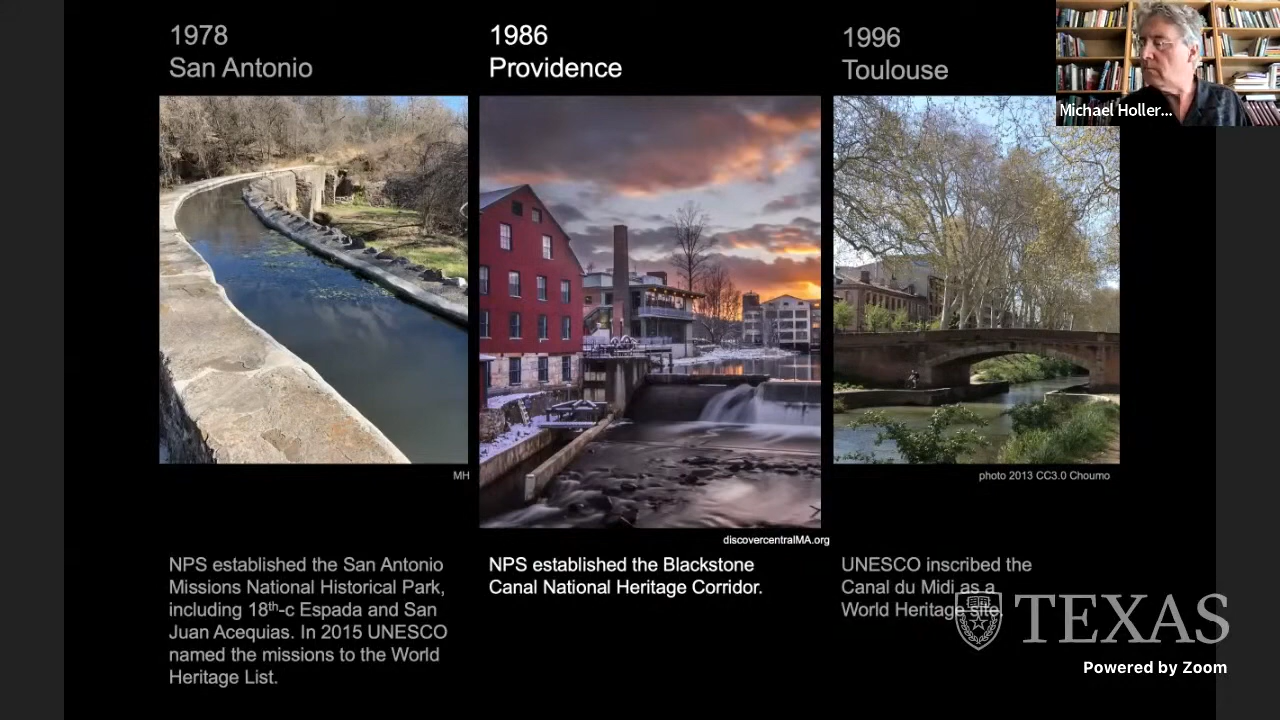 1978
San Antonio
1986
Providence
1996
Toulouse
Michael Holler...
MH
discovercentralMA.org
photo 2013 CC3.0 Choumo
NPS established the San Antonio
Missions National Historical Park,
including 18th-c Espada and San
Juan Acequias. In 2015 UNESCO
named the missions to the World
Heritage List.
NPS established the Blackstone
Canal National Heritage Corridor.
UNESCO inscribed the
Canal du Midi as a
World Heritage site.
TEXAS
Powered by Zoom